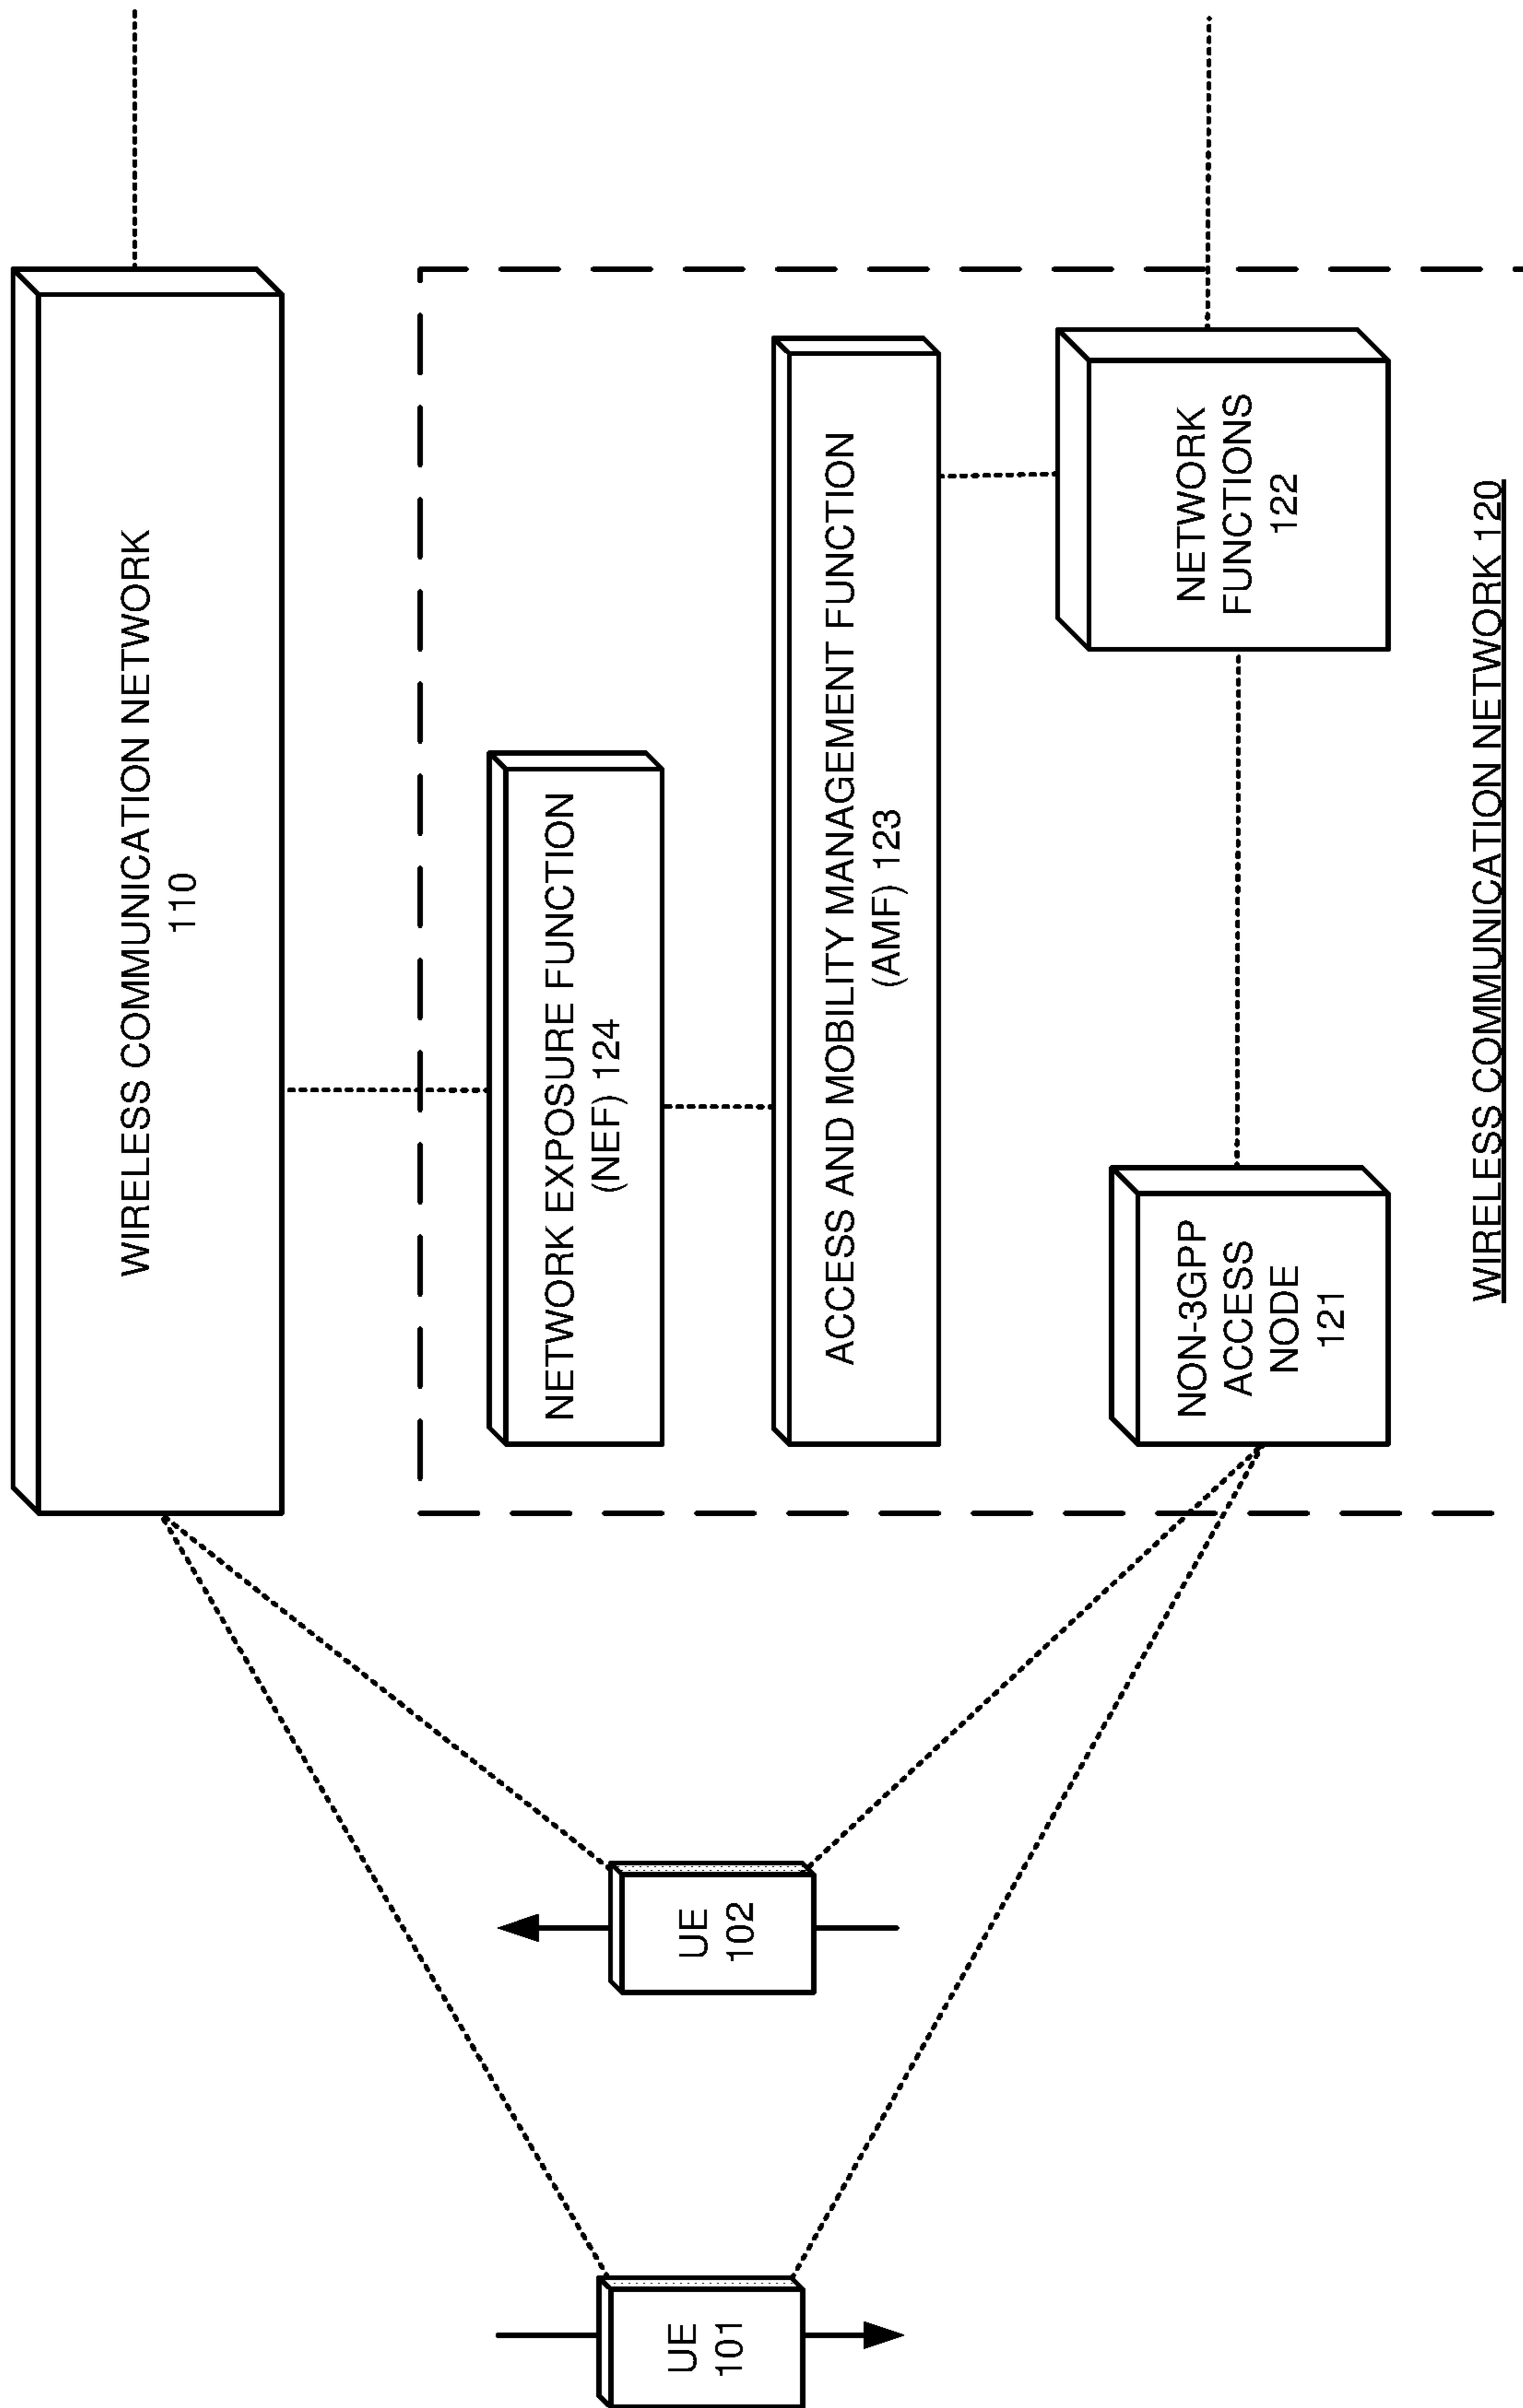 WIRELESS COMMUNICATION NETWORK
110
NETWORK EXPOSURE FUNCTION
(NEF) 124
ACCESS AND MOBILITY MANAGEMENT FUNCTION
(AMF) 123
UE
101
UE
102
NON-3GPP
ACCESS
NODE
121
NETWORK
FUNCTIONS
122
WIRELESS COMMUNICATION NETWORK 120